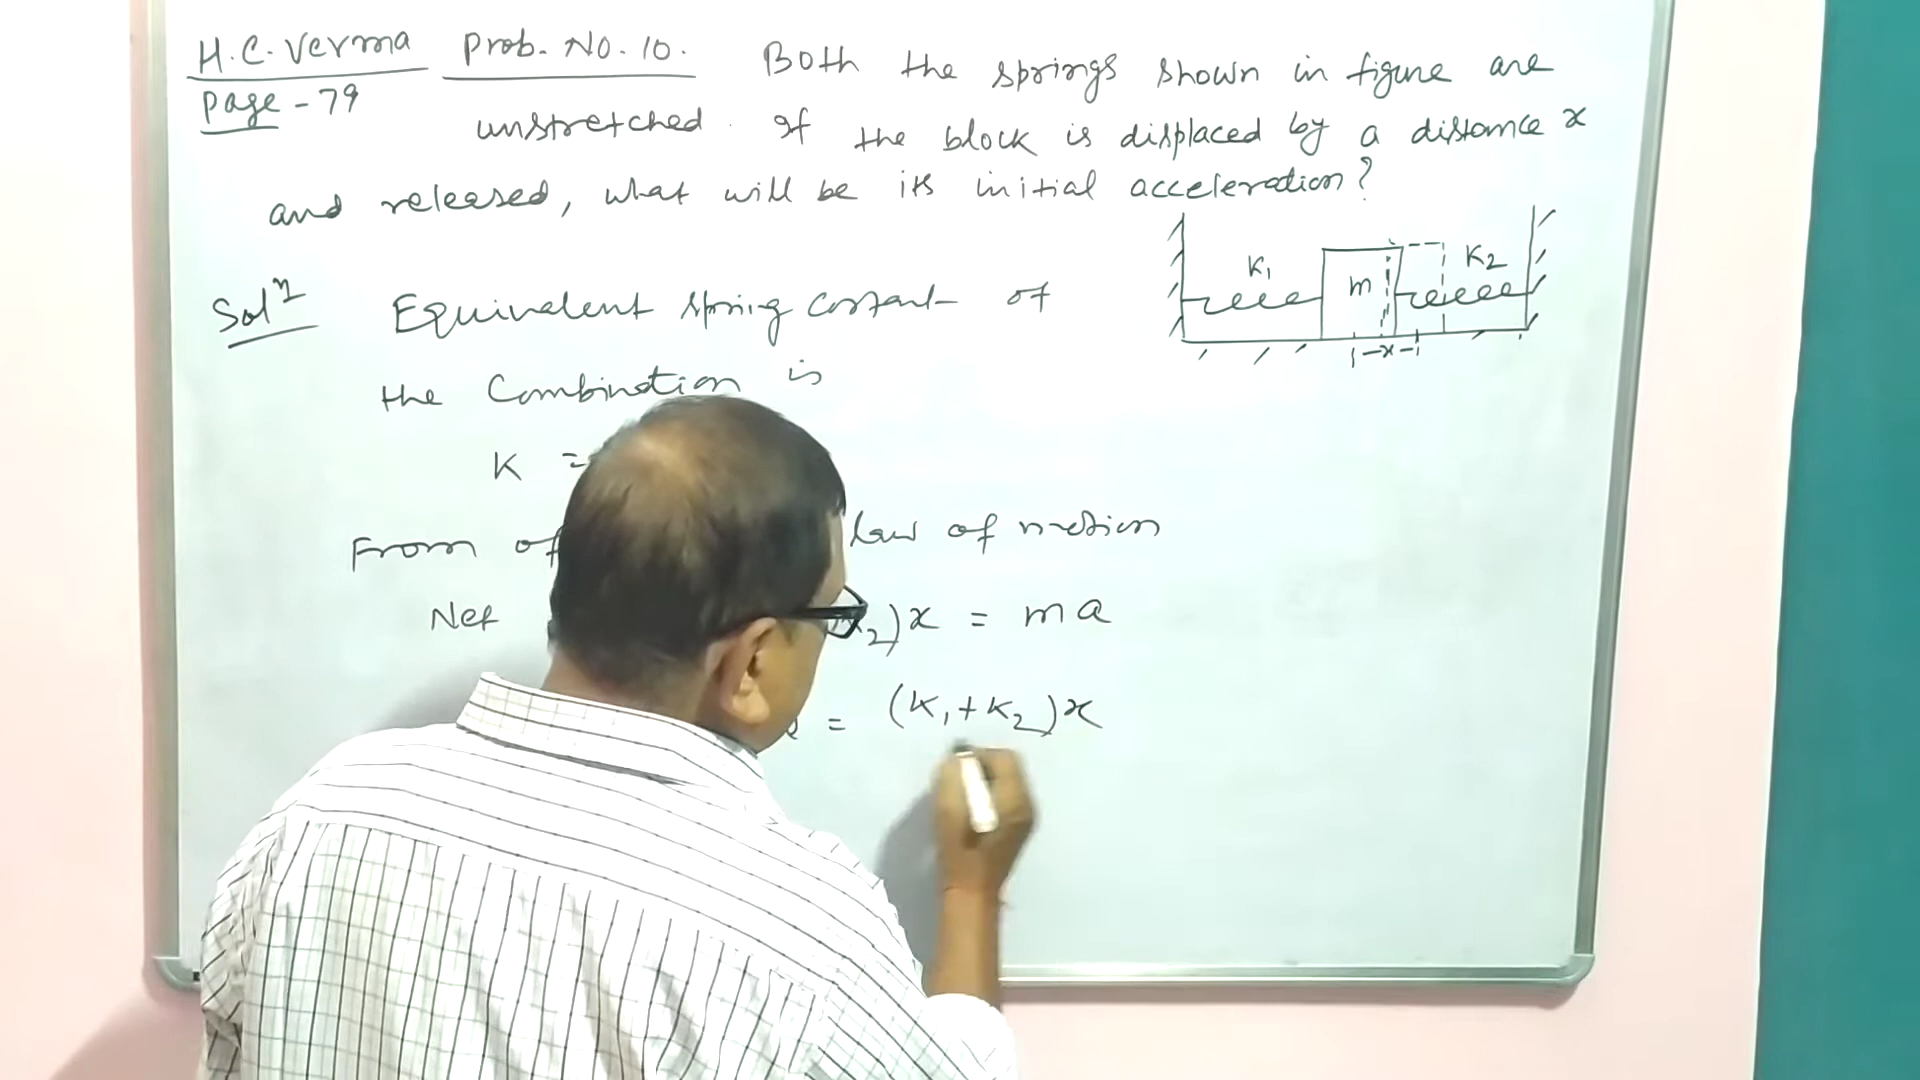 H.C. Verma Prob. No. 10. Both the springs shown in figure are
Page - 79 unstretched. If the block is displaced by a distance x
and released, what will be its initial acceleration?
Solⁿ Equivalent spring constant of
the Combination is
K =
From of law of motion
Net 2)x = ma
= (K₁+K₂)x
K₁ m K₂
x